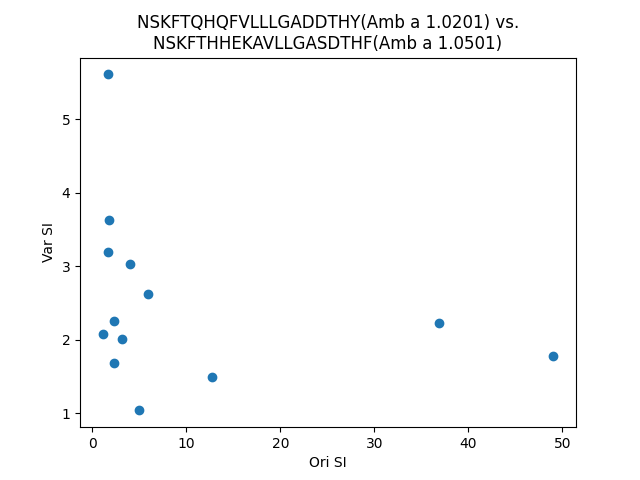 NSKFTQHQFVLLLGADDTHY(Amb a 1.0201) vs.
NSKFTHHEKAVLLGASDTHF(Amb a 1.0501)
5
4
3
2
1
Var SI
0 10 20 30 40 50
Ori SI